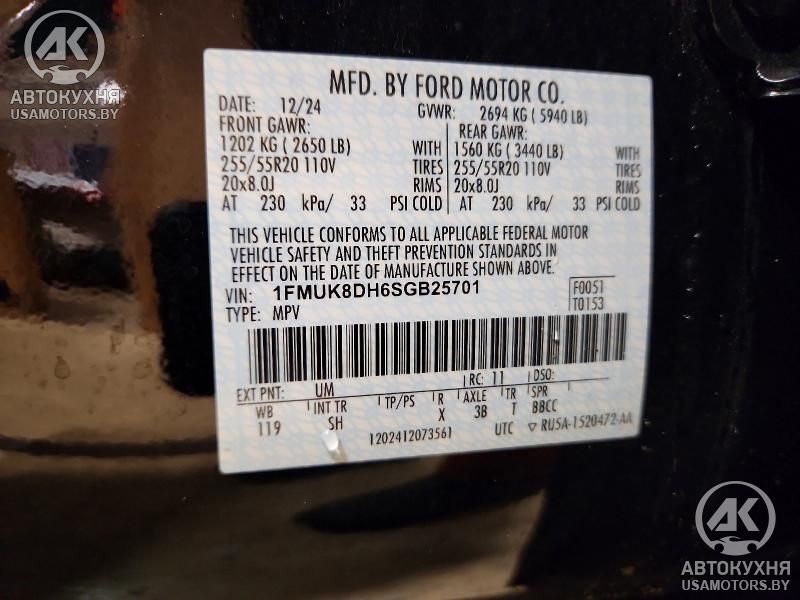 AK
АВТОКУХНЯ
USAMOTORS.BY
MFD. BY FORD MOTOR CO.
DATE: 12/24 GVWR: 2694 KG ( 5940 LB)
FRONT GAWR: REAR GAWR:
1202 KG ( 2650 LB) WITH 1560 KG ( 3440 LB) WITH
255/55R20 110V TIRES 255/55R20 110V TIRES
20x8.0J RIMS 20x8.0J RIMS
AT 230 kPa/ 33 PSI COLD AT 230 kPa/ 33 PSI COLD
THIS VEHICLE CONFORMS TO ALL APPLICABLE FEDERAL MOTOR
VEHICLE SAFETY AND THEFT PREVENTION STANDARDS IN
EFFECT ON THE DATE OF MANUFACTURE SHOWN ABOVE.
VIN: 1FMUK8DH6SGB25701 F0051
TYPE: MPV T0153
EXT PNT: UM RC: 11 DSO:
WB INT TR TP/PS R AXLE TR SPR
119 SH X 3B T BBCC
1202412073561 UTC ▽ RU5A-1520472-AA
AK
АВТОКУХНЯ
USAMOTORS.BY